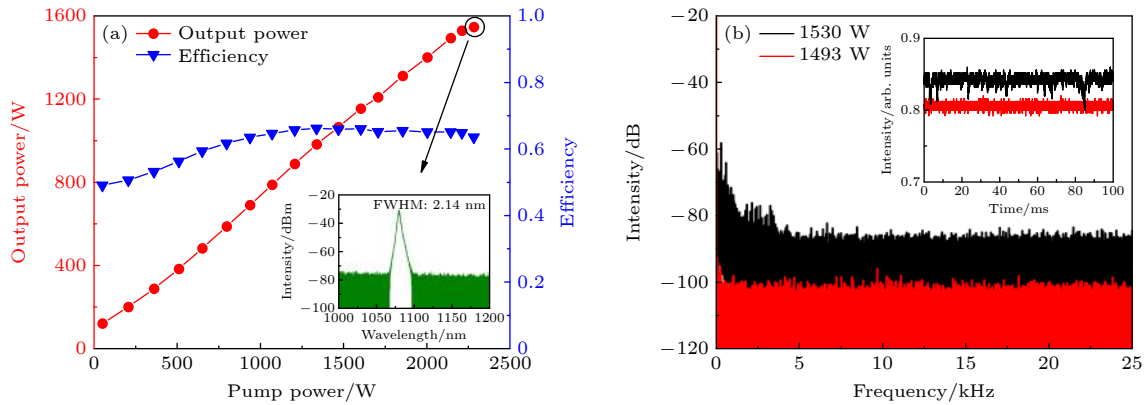 (a)
Output power
Efficiency
1600
1200
800
400
0
Output power/W
1.0
0.8
0.6
0.4
0.2
0
Efficiency
0 500 1000 1500 2000 2500
Pump power/W
FWHM: 2.14 nm
−20
−40
−60
−80
−100
Intensity/dBm
1000 1050 1100 1150 1200
Wavelength/nm
(b)
1530 W
1493 W
−20
−40
−60
−80
−100
−120
Intensity/dB
0 5 10 15 20 25
Frequency/kHz
0.9
0.8
0.7
Intensity/arb. units
0 20 40 60 80 100
Time/ms